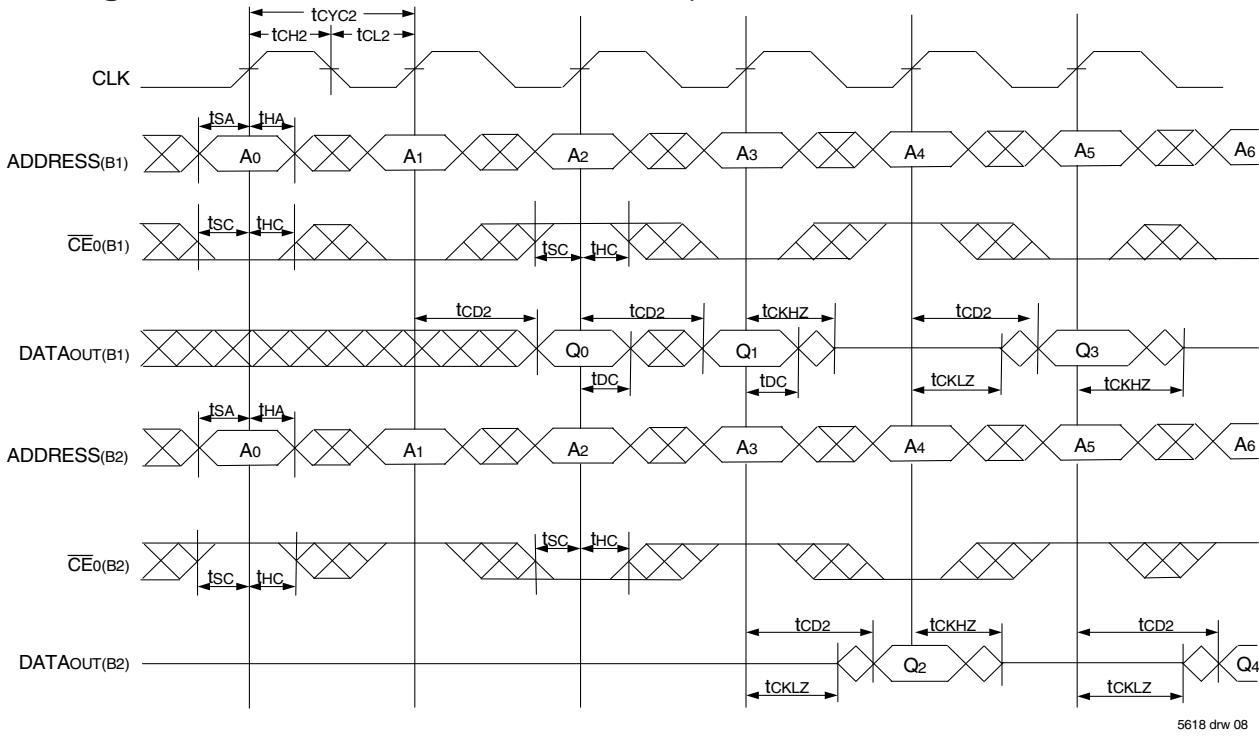 tCYC2
tCH2 tCL2
CLK
tSA tHA
ADDRESS(B1) A0 A1 A2 A3 A4 A5 A6
tSC tHC
CE0(B1)
tSC tHC
tCD2 tCD2 tCKHZ tCD2
DATAOUT(B1) Q0 Q1 Q3
tDC tDC tCKLZ tCKHZ
tSA tHA
ADDRESS(B2) A0 A1 A2 A3 A4 A5 A6
tSC tHC
CE0(B2)
tSC tHC
tCD2 tCKHZ tCD2
DATAOUT(B2) Q2 Q4
tCKLZ tCKLZ
5618 drw 08